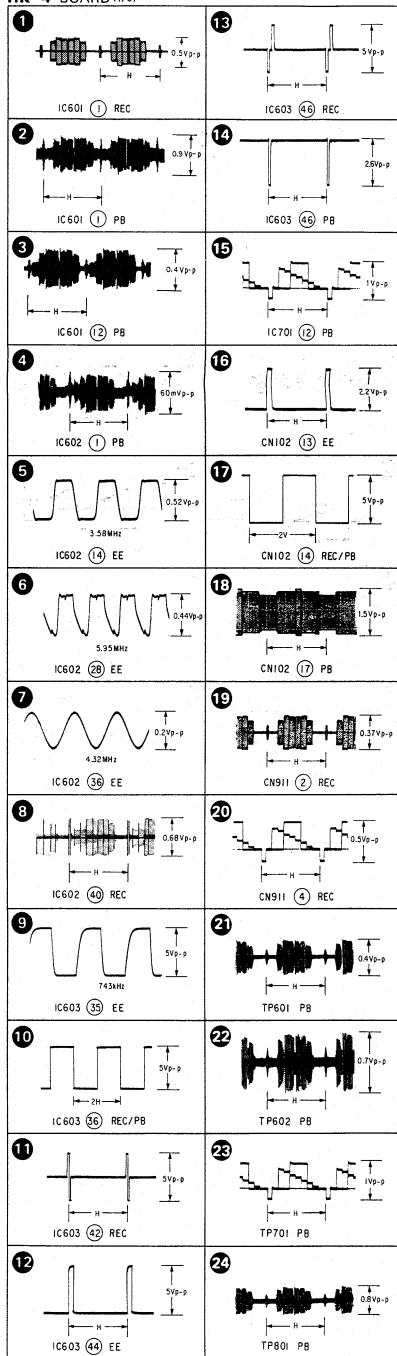 BOARD
1
0.5Vp-p
H
IC601 1 REC
2
0.9Vp-p
H
IC601 1 PB
3
0.4Vp-p
H
IC601 12 PB
4
60mVp-p
H
IC602 1 PB
5
0.52Vp-p
3.58MHz
IC602 14 EE
6
0.44Vp-p
5.95MHz
IC602 28 EE
7
0.2Vp-p
4.32MHz
IC602 36 EE
8
0.68Vp-p
H
IC602 40 REC
9
5Vp-p
743kHz
IC603 35 EE
10
5Vp-p
2H
IC603 36 REC/PB
11
5Vp-p
H
IC603 42 REC
12
5Vp-p
H
IC603 44 EE
13
5Vp-p
H
IC603 46 REC
14
2.6Vp-p
H
IC603 46 PB
15
1Vp-p
H
IC701 12 PB
16
2.2Vp-p
H
CN102 13 EE
17
5Vp-p
2V
CN102 14 REC/PB
18
1.5Vp-p
H
CN102 17 PB
19
0.37Vp-p
H
CN911 2 REC
20
0.5Vp-p
H
CN911 4 REC
21
0.4Vp-p
H
TP601 PB
22
0.7Vp-p
H
TP602 PB
23
1Vp-p
H
TP701 PB
24
0.8Vp-p
H
TP801 PB